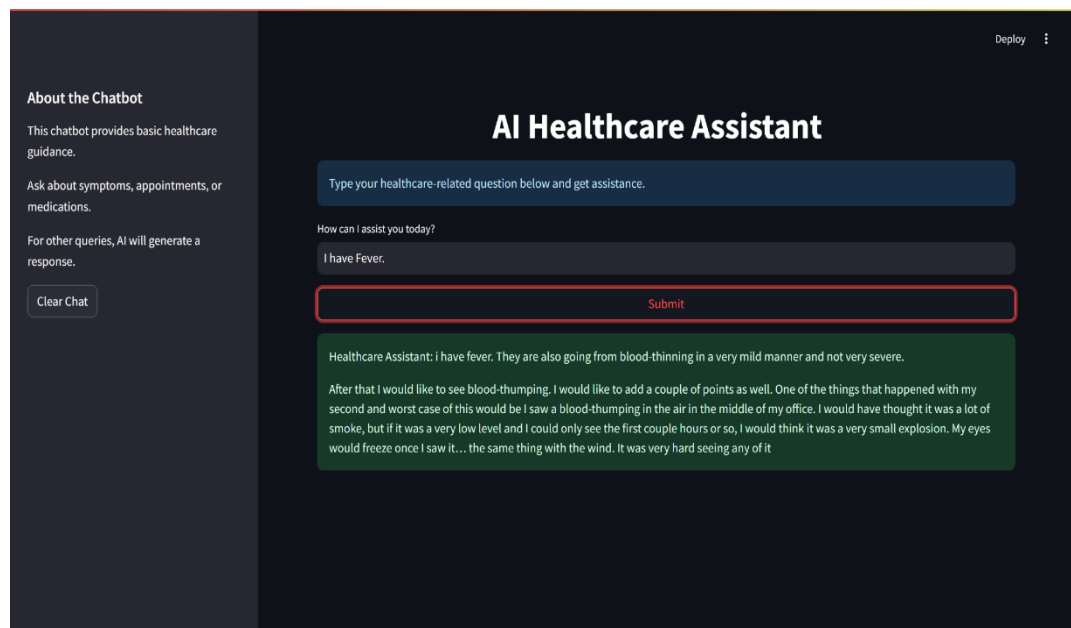 Deploy
About the Chatbot
This chatbot provides basic healthcare
guidance.
Ask about symptoms, appointments, or
medications.
For other queries, AI will generate a
response.
Clear Chat
AI Healthcare Assistant
Type your healthcare-related question below and get assistance.
How can I assist you today?
I have Fever.
Submit
Healthcare Assistant: i have fever. They are also going from blood-thinning in a very mild manner and not very severe.
After that I would like to see blood-thumping. I would like to add a couple of points as well. One of the things that happened with my
second and worst case of this would be I saw a blood-thumping in the air in the middle of my office. I would have thought it was a lot of
smoke, but if it was a very low level and I could only see the first couple hours or so, I would think it was a very small explosion. My eyes
would freeze once I saw it... the same thing with the wind. It was very hard seeing any of it